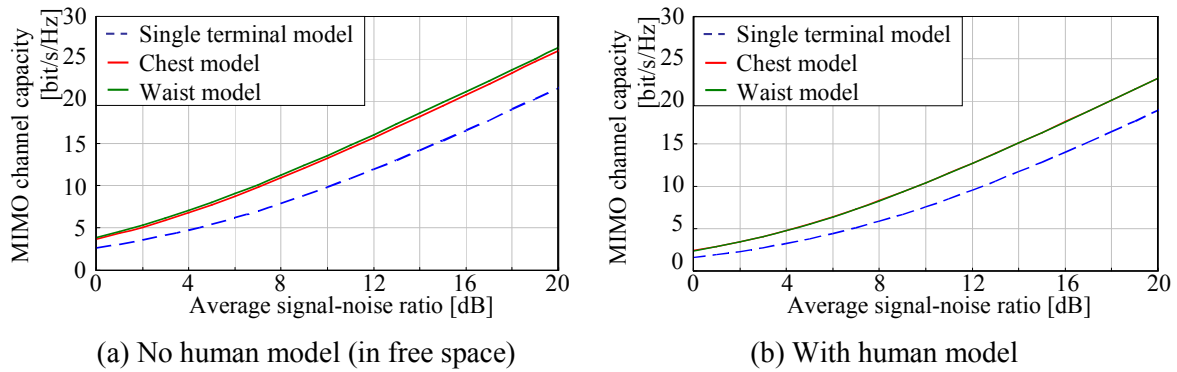 MIMO channel capacity
[bit/s/Hz]
30
25
20
15
10
5
0
Single terminal model
Chest model
Waist model
0 4 8 12 16 20
Average signal-noise ratio [dB]
(a) No human model (in free space)
MIMO channel capacity
[bit/s/Hz]
30
25
20
15
10
5
0
Single terminal model
Chest model
Waist model
0 4 8 12 16 20
Average signal-noise ratio [dB]
(b) With human model